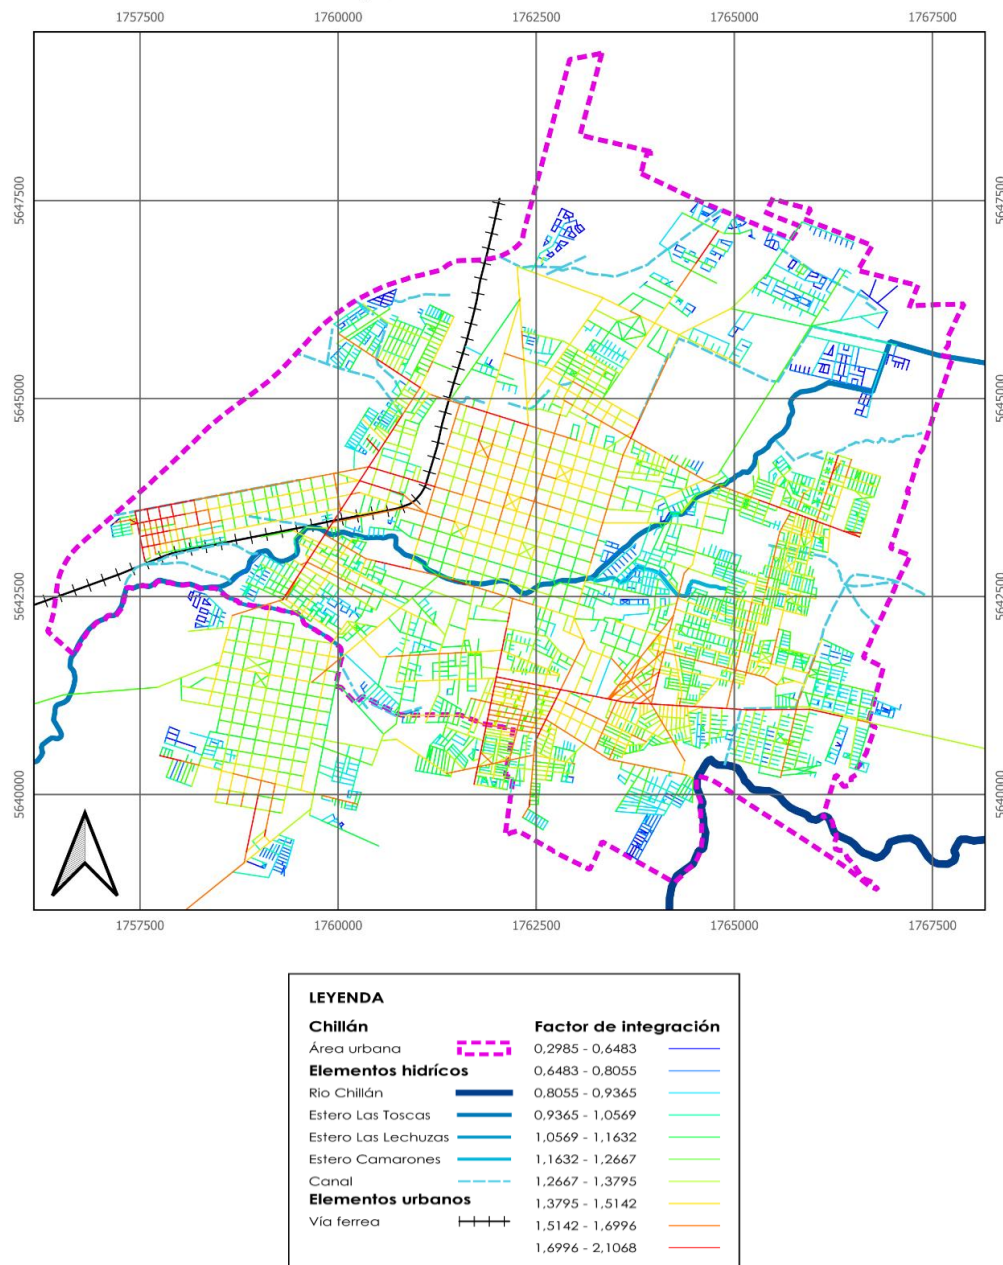 1757500 1760000 1762500 1765000 1767500
5647500 5647500
5645000 5645000
5642500 5642500
5640000 5640000
1757500 1760000 1762500 1765000 1767500
LEYENDA
Chillán
Área urbana
Elementos hidrícos
Rio Chillán
Estero Las Toscas
Estero Las Lechuzas
Estero Camarones
Canal
Elementos urbanos
Vía ferrea
Factor de integración
0,2985 - 0,6483
0,6483 - 0,8055
0,8055 - 0,9365
0,9365 - 1,0569
1,0569 - 1,1632
1,1632 - 1,2667
1,2667 - 1,3795
1,3795 - 1,5142
1,5142 - 1,6996
1,6996 - 2,1068